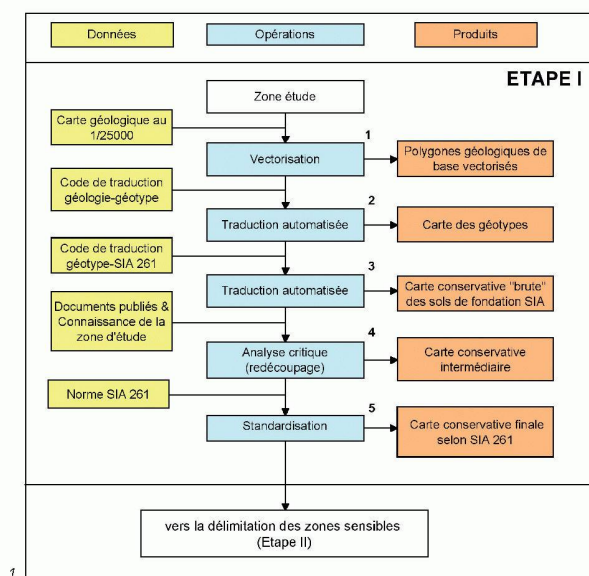 Données
Opérations
Produits
ETAPE I
Zone étude
Carte géologique au
1/25000
1
Vectorisation
Polygones géologiques de
base vectorisés
Code de traduction
géologie-géotype
2
Traduction automatisée
Carte des géotypes
Code de traduction
géotype-SIA 261
3
Traduction automatisée
Carte conservative "brute"
des sols de fondation SIA
Documents publiés &
Connaissance de la
zone d'étude
4
Analyse critique
(redécoupage)
Carte conservative
intermédiaire
Norme SIA 261
5
Standardisation
Carte conservative finale
selon SIA 261
vers la délimitation des zones sensibles
(Etape II)
1